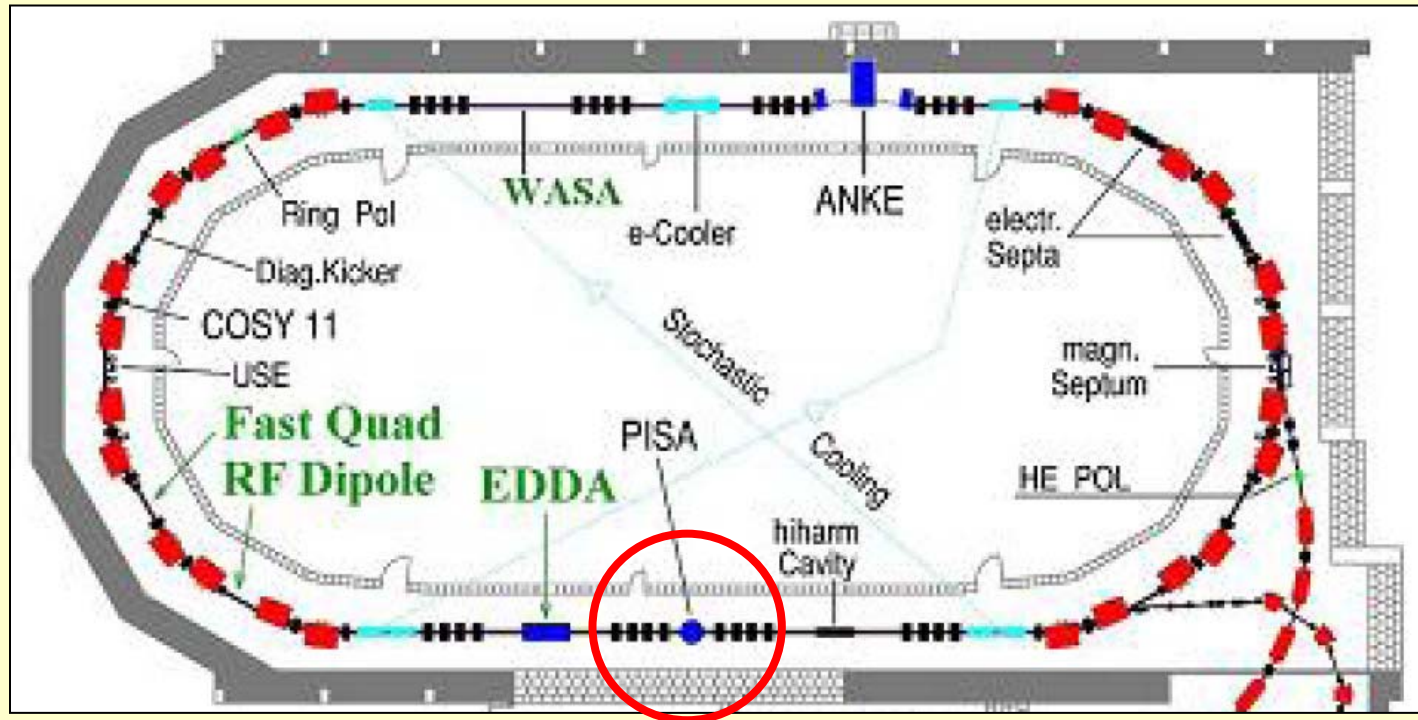 Ring Pol
WASA
e-Cooler
ANKE
electr.
Septa
Diag.Kicker
COSY 11
USE
Stochastic
Cooling
magn.
Septum
Fast Quad
RF Dipole
EDDA
PISA
HE POL
hiharm
Cavity